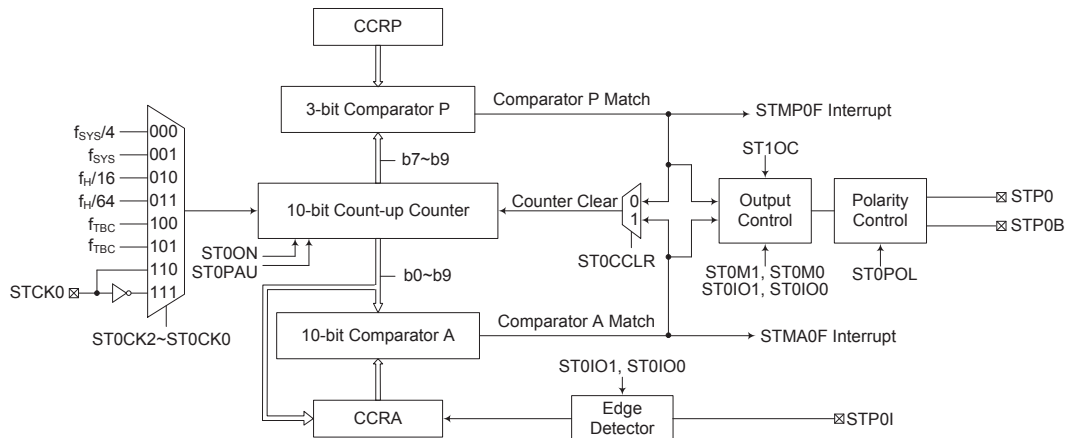 CCRP
3-bit Comparator P
Comparator P Match
STMP0F Interrupt
b7~b9
fSYS/4
000
fSYS
001
fH/16
010
fH/64
011
fTBC
100
fTBC
101
110
111
STCK0
ST0CK2~ST0CK0
10-bit Count-up Counter
ST0ON
ST0PAU
Counter Clear
0
1
ST0CCLR
ST1OC
Output
Control
ST0M1, ST0M0
ST0IO1, ST0IO0
Polarity
Control
ST0POL
STP0
STP0B
b0~b9
10-bit Comparator A
Comparator A Match
STMA0F Interrupt
ST0IO1, ST0IO0
CCRA
Edge
Detector
STP0I